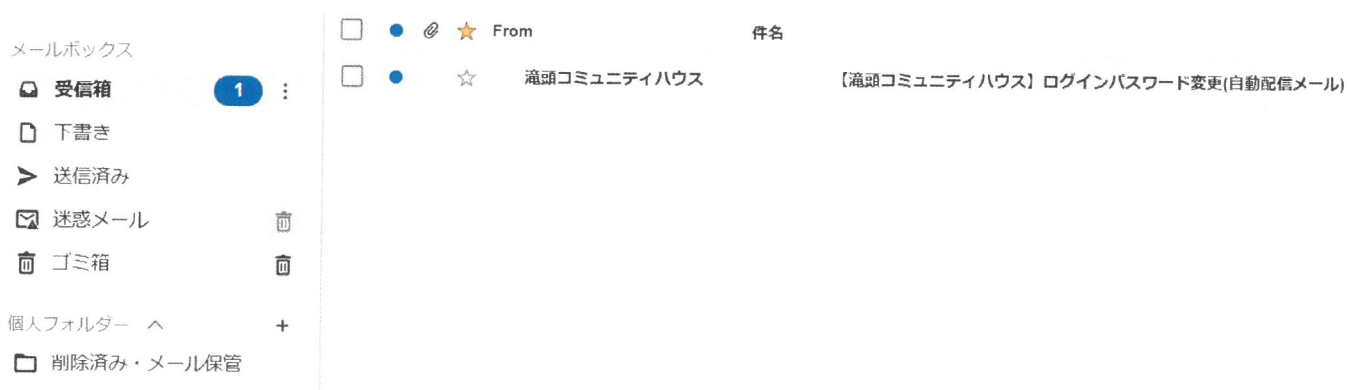 メールボックス
受信箱 1
下書き
送信済み
迷惑メール
ゴミ箱
個人フォルダー
削除済み・メール保管
From 件名
滝頭コミュニティハウス 【滝頭コミュニティハウス】ログインパスワード変更(自動配信メール)